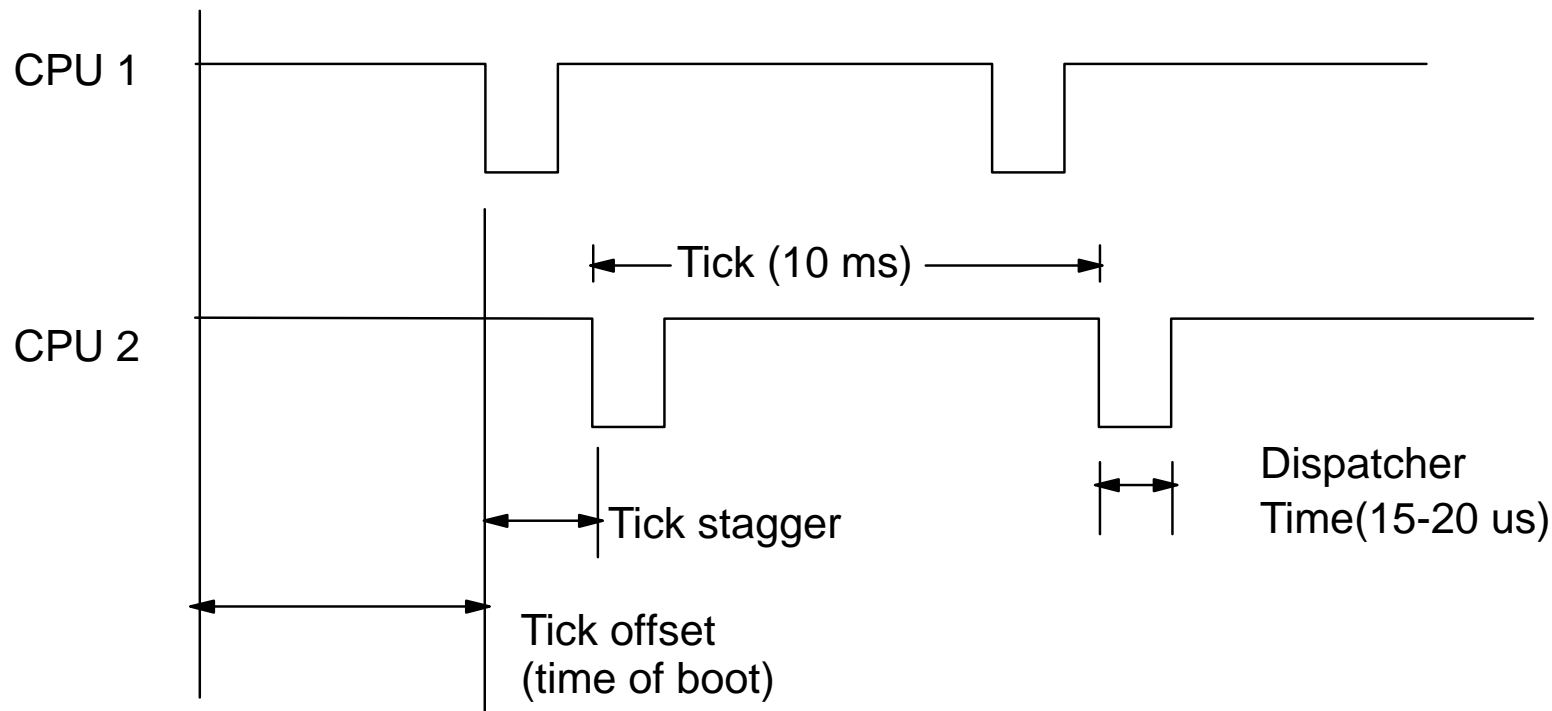 CPU 1
Tick (10 ms)
CPU 2
Dispatcher
Time(15-20 us)
Tick stagger
Tick offset
(time of boot)